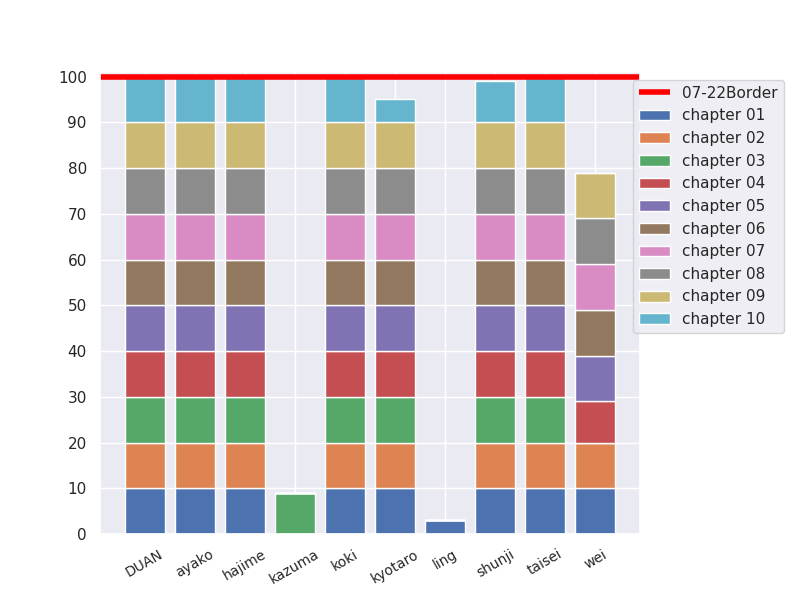 100
90
80
70
60
50
40
30
20
10
0
DUAN
ayako
hajime
kazuma
koki
kyotaro
ling
shunji
taisei
wei
07-22Border
chapter 01
chapter 02
chapter 03
chapter 04
chapter 05
chapter 06
chapter 07
chapter 08
chapter 09
chapter 10